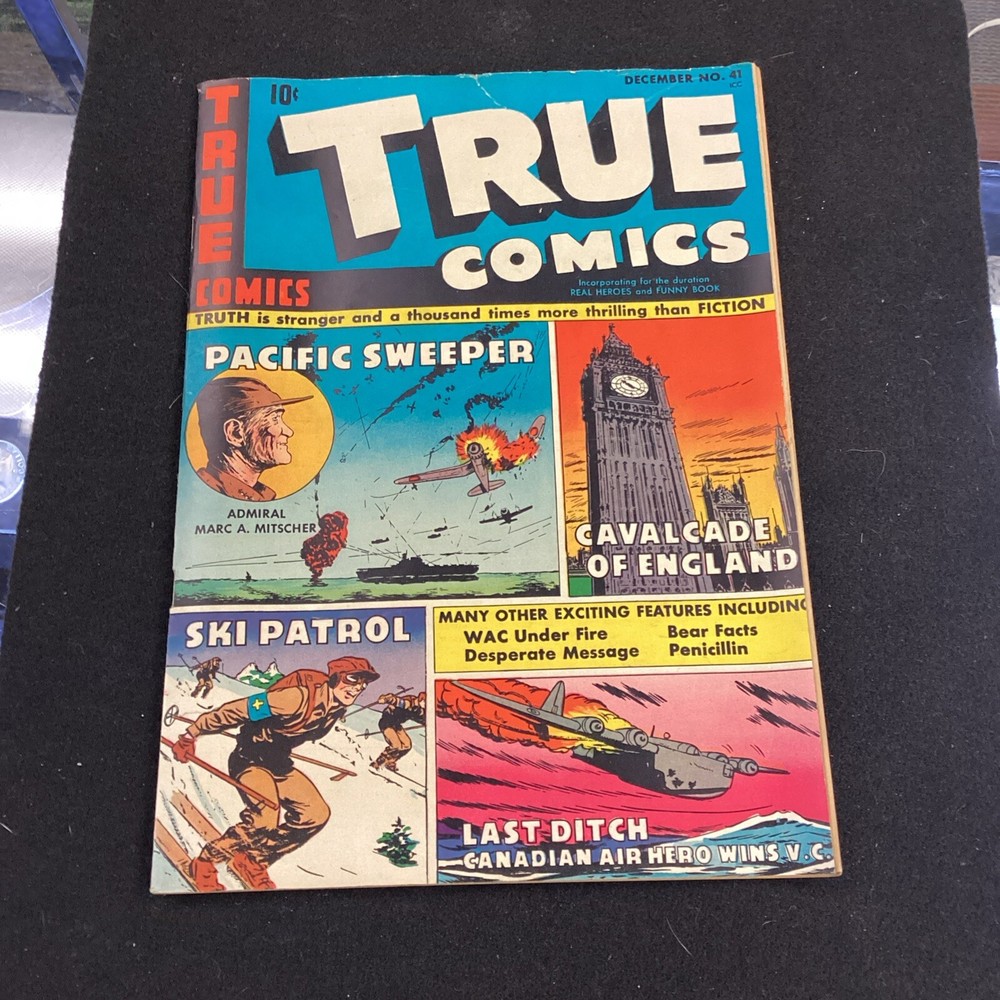 TRUE
COMICS
10¢
DECEMBER NO. 41
TRUE
COMICS
Incorporating for the duration
REAL HEROES and FUNNY BOOK
TRUTH is stranger and a thousand times more thrilling than FICTION
PACIFIC SWEEPER
ADMIRAL
MARC A. MITSCHER
CAVALCADE
OF ENGLAND
SKI PATROL
MANY OTHER EXCITING FEATURES INCLUDING
WAC Under Fire
Bear Facts
Desperate Message
Penicillin
LAST DITCH
CANADIAN AIR HERO WINS V.C.